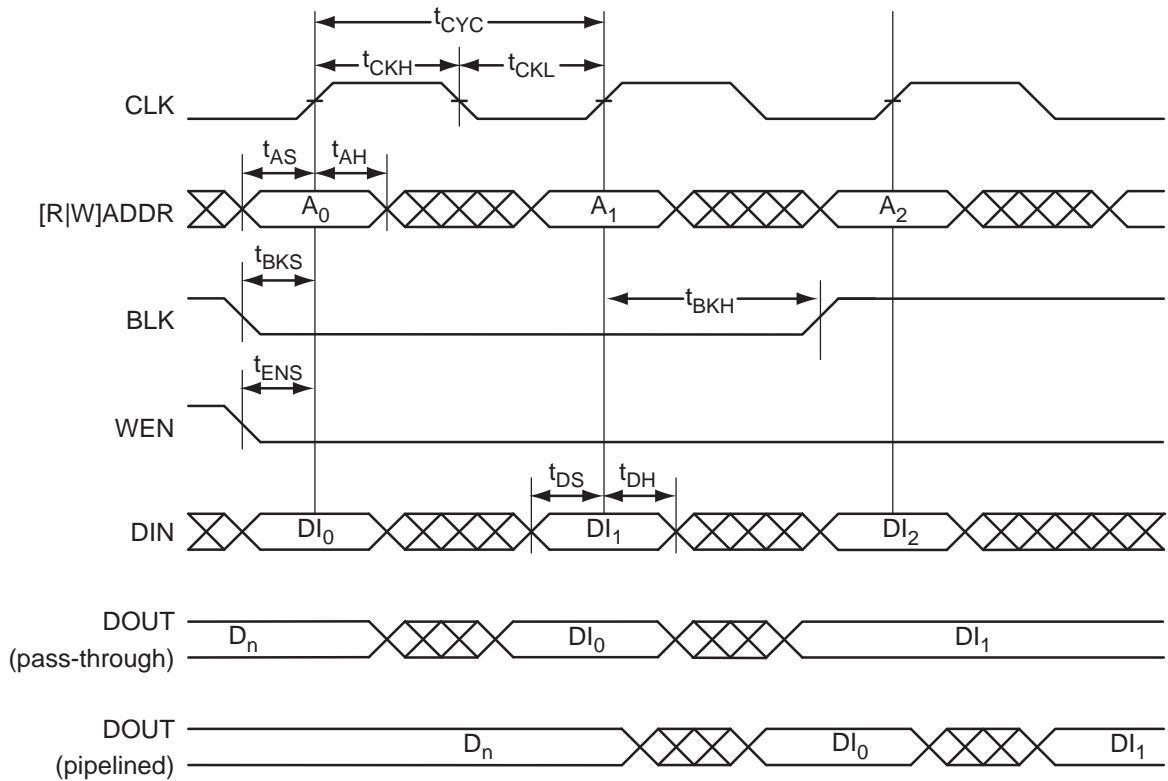 tCYC
tCKH tCKL
CLK
tAS tAH
[R|W]ADDR A0 A1 A2
tBKS
tBKH
BLK
tENS
WEN
tDS tDH
DIN DI0 DI1 DI2
DOUT
(pass-through) Dn DI0 DI1
DOUT
(pipelined) Dn DI0 DI1